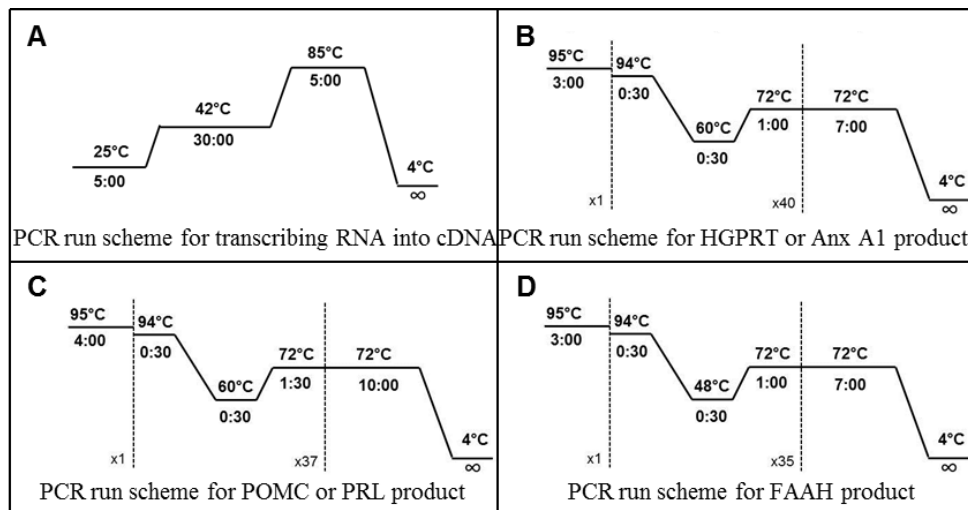 A
25°C
5:00
42°C
30:00
85°C
5:00
4°C
∞
PCR run scheme for transcribing RNA into cDNA
B
95°C
3:00
94°C
0:30
60°C
0:30
72°C
1:00
72°C
7:00
4°C
∞
x1
x40
PCR run scheme for HGPRT or Anx A1 product
C
95°C
4:00
94°C
0:30
60°C
0:30
72°C
1:30
72°C
10:00
4°C
∞
x1
x37
PCR run scheme for POMC or PRL product
D
95°C
3:00
94°C
0:30
48°C
0:30
72°C
1:00
72°C
7:00
4°C
∞
x1
x35
PCR run scheme for FAAH product